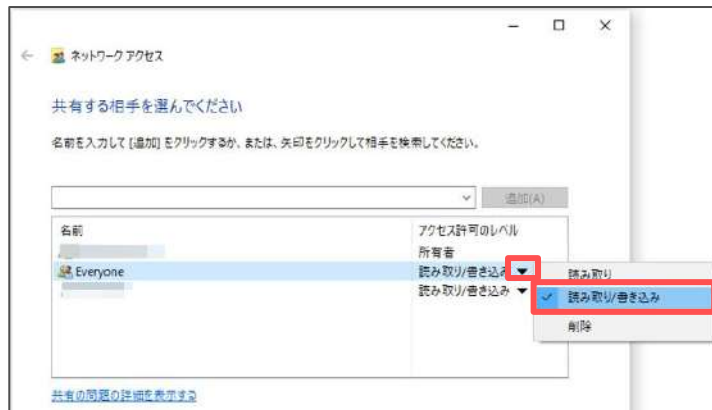 ネットワーク アクセス
共有する相手を選んでください
名前を入力して [追加] をクリックするか、または、矢印をクリックして相手を検索してください。
追加(A)
名前 アクセス許可のレベル
所有者
Everyone 読み取り/書き込み ▼
読み取り/書き込み ▼
読み取り
✓ 読み取り/書き込み
削除
共有の問題の詳細を表示する